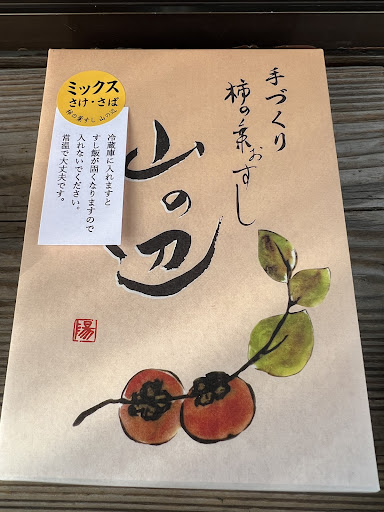 手づくり
柿の葉おすし
山の辺
ミックス
さけ・さば
柿の葉すし 山の辺
冷蔵庫に入れますと
すし飯が固くなりますので
入れないでください。
常温で大丈夫です。
陽